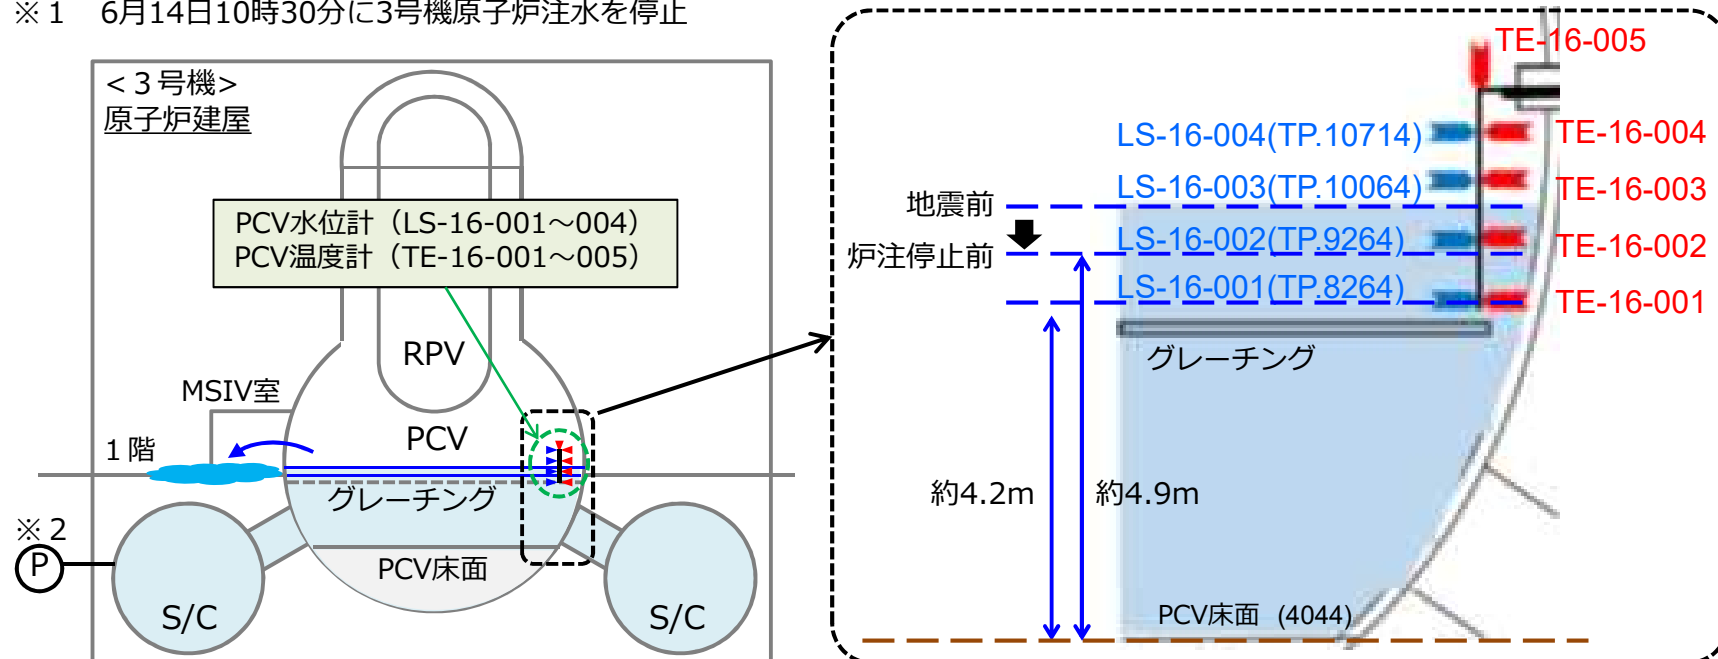 ※１　6月14日10時30分に3号機原子炉注水を停止
<３号機>
原子炉建屋
PCV水位計（LS-16-001～004）
PCV温度計（TE-16-001～005）
RPV
MSIV室
PCV
１階
グレーチング
※２
P
PCV床面
S/C
S/C
TE-16-005
LS-16-004(TP.10714)
TE-16-004
LS-16-003(TP.10064)
TE-16-003
地震前
LS-16-002(TP.9264)
TE-16-002
炉注停止前
LS-16-001(TP.8264)
TE-16-001
グレーチング
約4.2m
約4.9m
PCV床面 (4044)